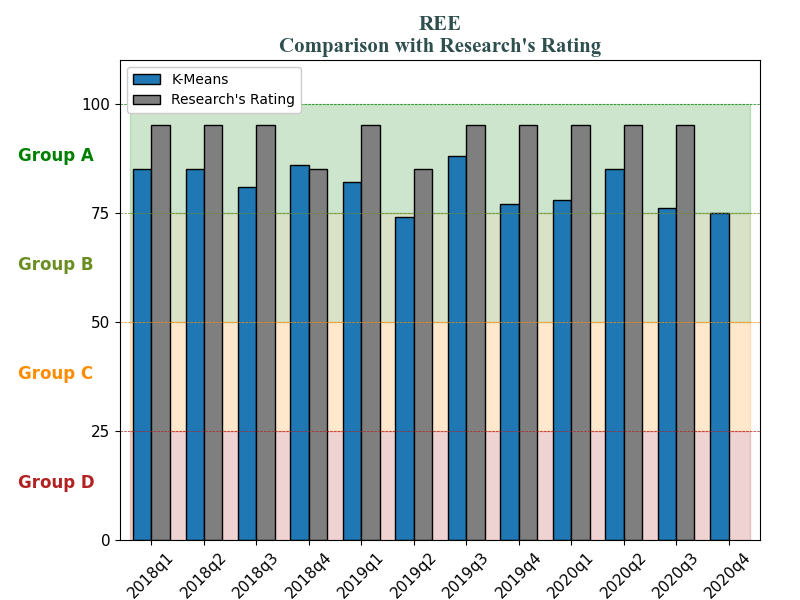 REE
Comparison with Research's Rating
K-Means
Research's Rating
100
Group A
75
Group B
50
Group C
25
Group D
0
2018q1
2018q2
2018q3
2018q4
2019q1
2019q2
2019q3
2019q4
2020q1
2020q2
2020q3
2020q4